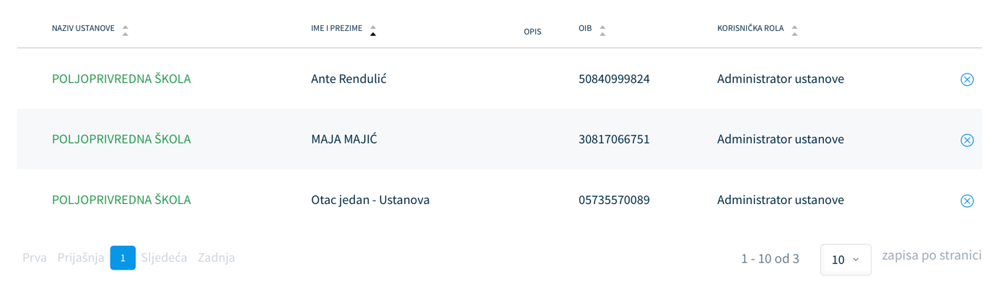 NAZIV USTANOVE IME I PREZIME OPIS OIB KORISNIČKA ROLA
POLJOPRIVREDNA ŠKOLA Ante Rendulić 50840999824 Administrator ustanove
POLJOPRIVREDNA ŠKOLA MAJA MAJIĆ 30817066751 Administrator ustanove
POLJOPRIVREDNA ŠKOLA Otac jedan - Ustanova 05735570089 Administrator ustanove
Prva Prijašnja 1 Sljedeća Zadnja 1 - 10 od 3 10 zapisa po stranici